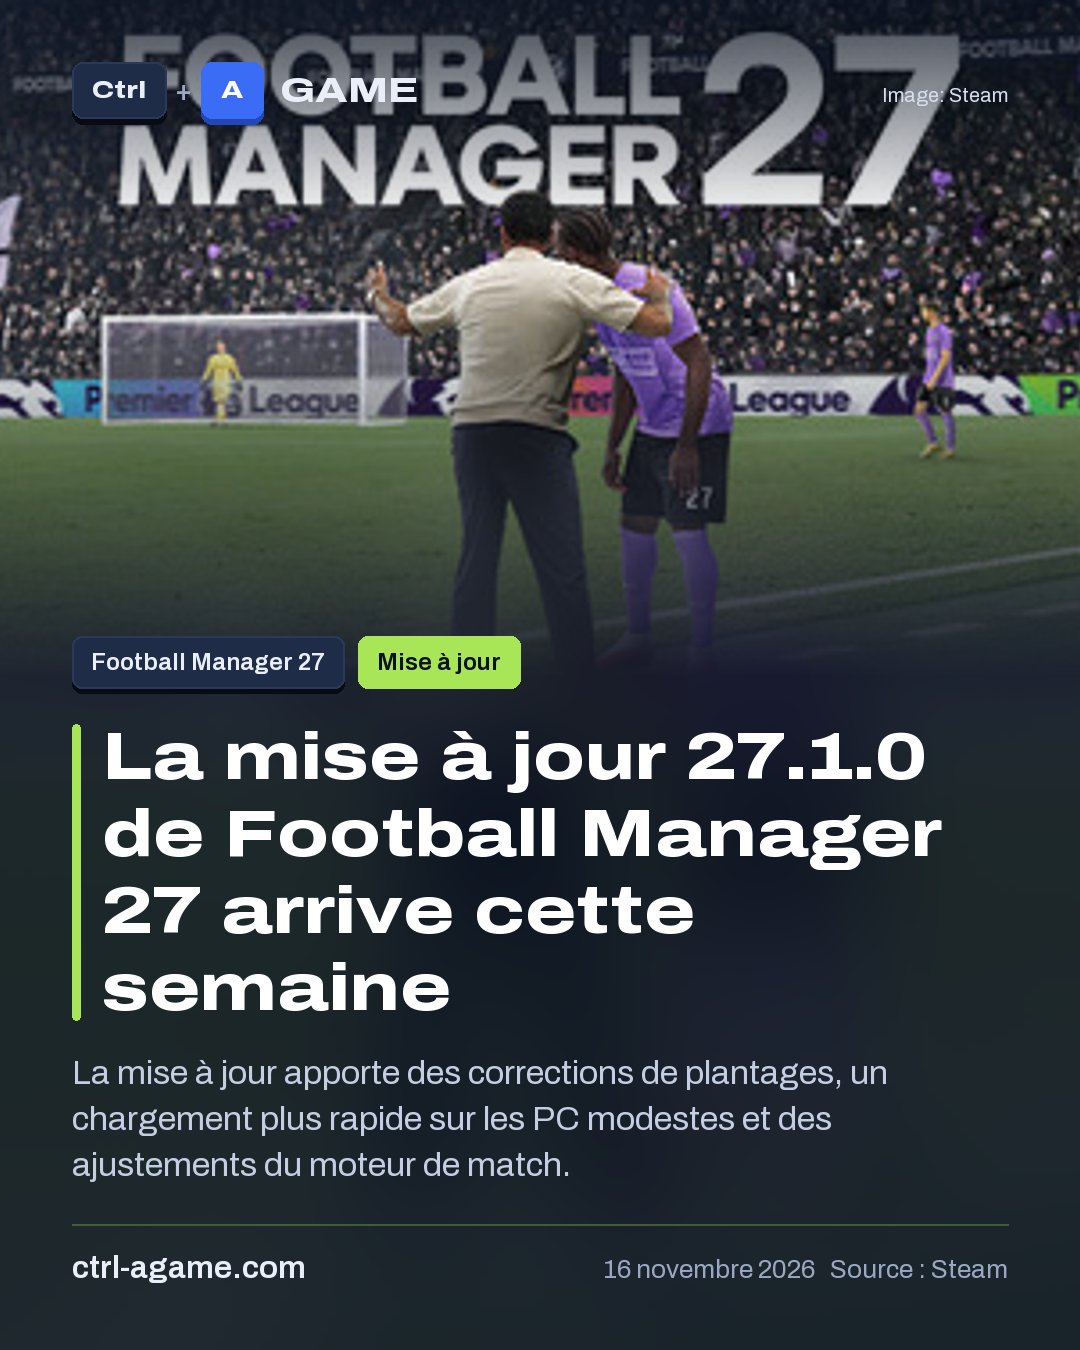 FOOTBALL
MANAGER 27
Ctrl + A GAME
Image: Steam
FOOTBALL
Premier League
League
27
Football Manager 27
Mise à jour
La mise à jour 27.1.0
de Football Manager
27 arrive cette
semaine
La mise à jour apporte des corrections de plantages, un
chargement plus rapide sur les PC modestes et des
ajustements du moteur de match.
ctrl-agame.com
16 novembre 2026 Source : Steam